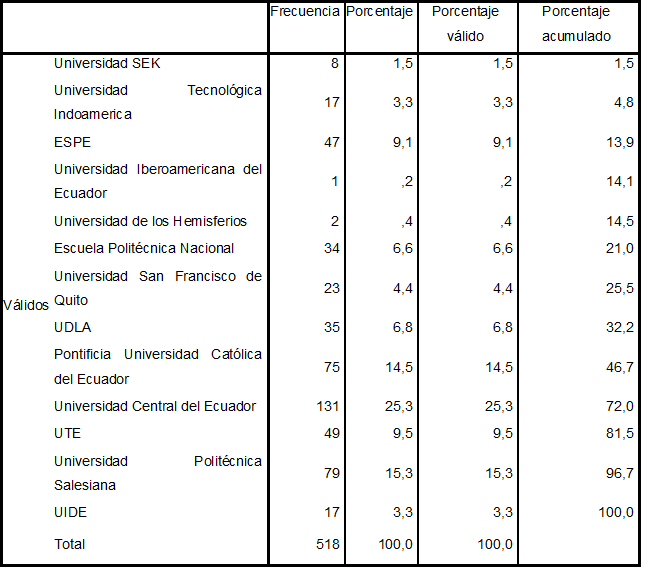 Frecuencia Porcentaje Porcentaje válido Porcentaje acumulado
Válidos
Universidad SEK 8 1,5 1,5 1,5
Universidad Tecnológica
Indoamerica 17 3,3 3,3 4,8
ESPE 47 9,1 9,1 13,9
Universidad Iberoamericana del
Ecuador 1 ,2 ,2 14,1
Universidad de los Hemisferios 2 ,4 ,4 14,5
Escuela Politécnica Nacional 34 6,6 6,6 21,0
Universidad San Francisco de
Quito 23 4,4 4,4 25,5
UDLA 35 6,8 6,8 32,2
Pontificia Universidad Católica
del Ecuador 75 14,5 14,5 46,7
Universidad Central del Ecuador 131 25,3 25,3 72,0
UTE 49 9,5 9,5 81,5
Universidad Politécnica
Salesiana 79 15,3 15,3 96,7
UIDE 17 3,3 3,3 100,0
Total 518 100,0 100,0